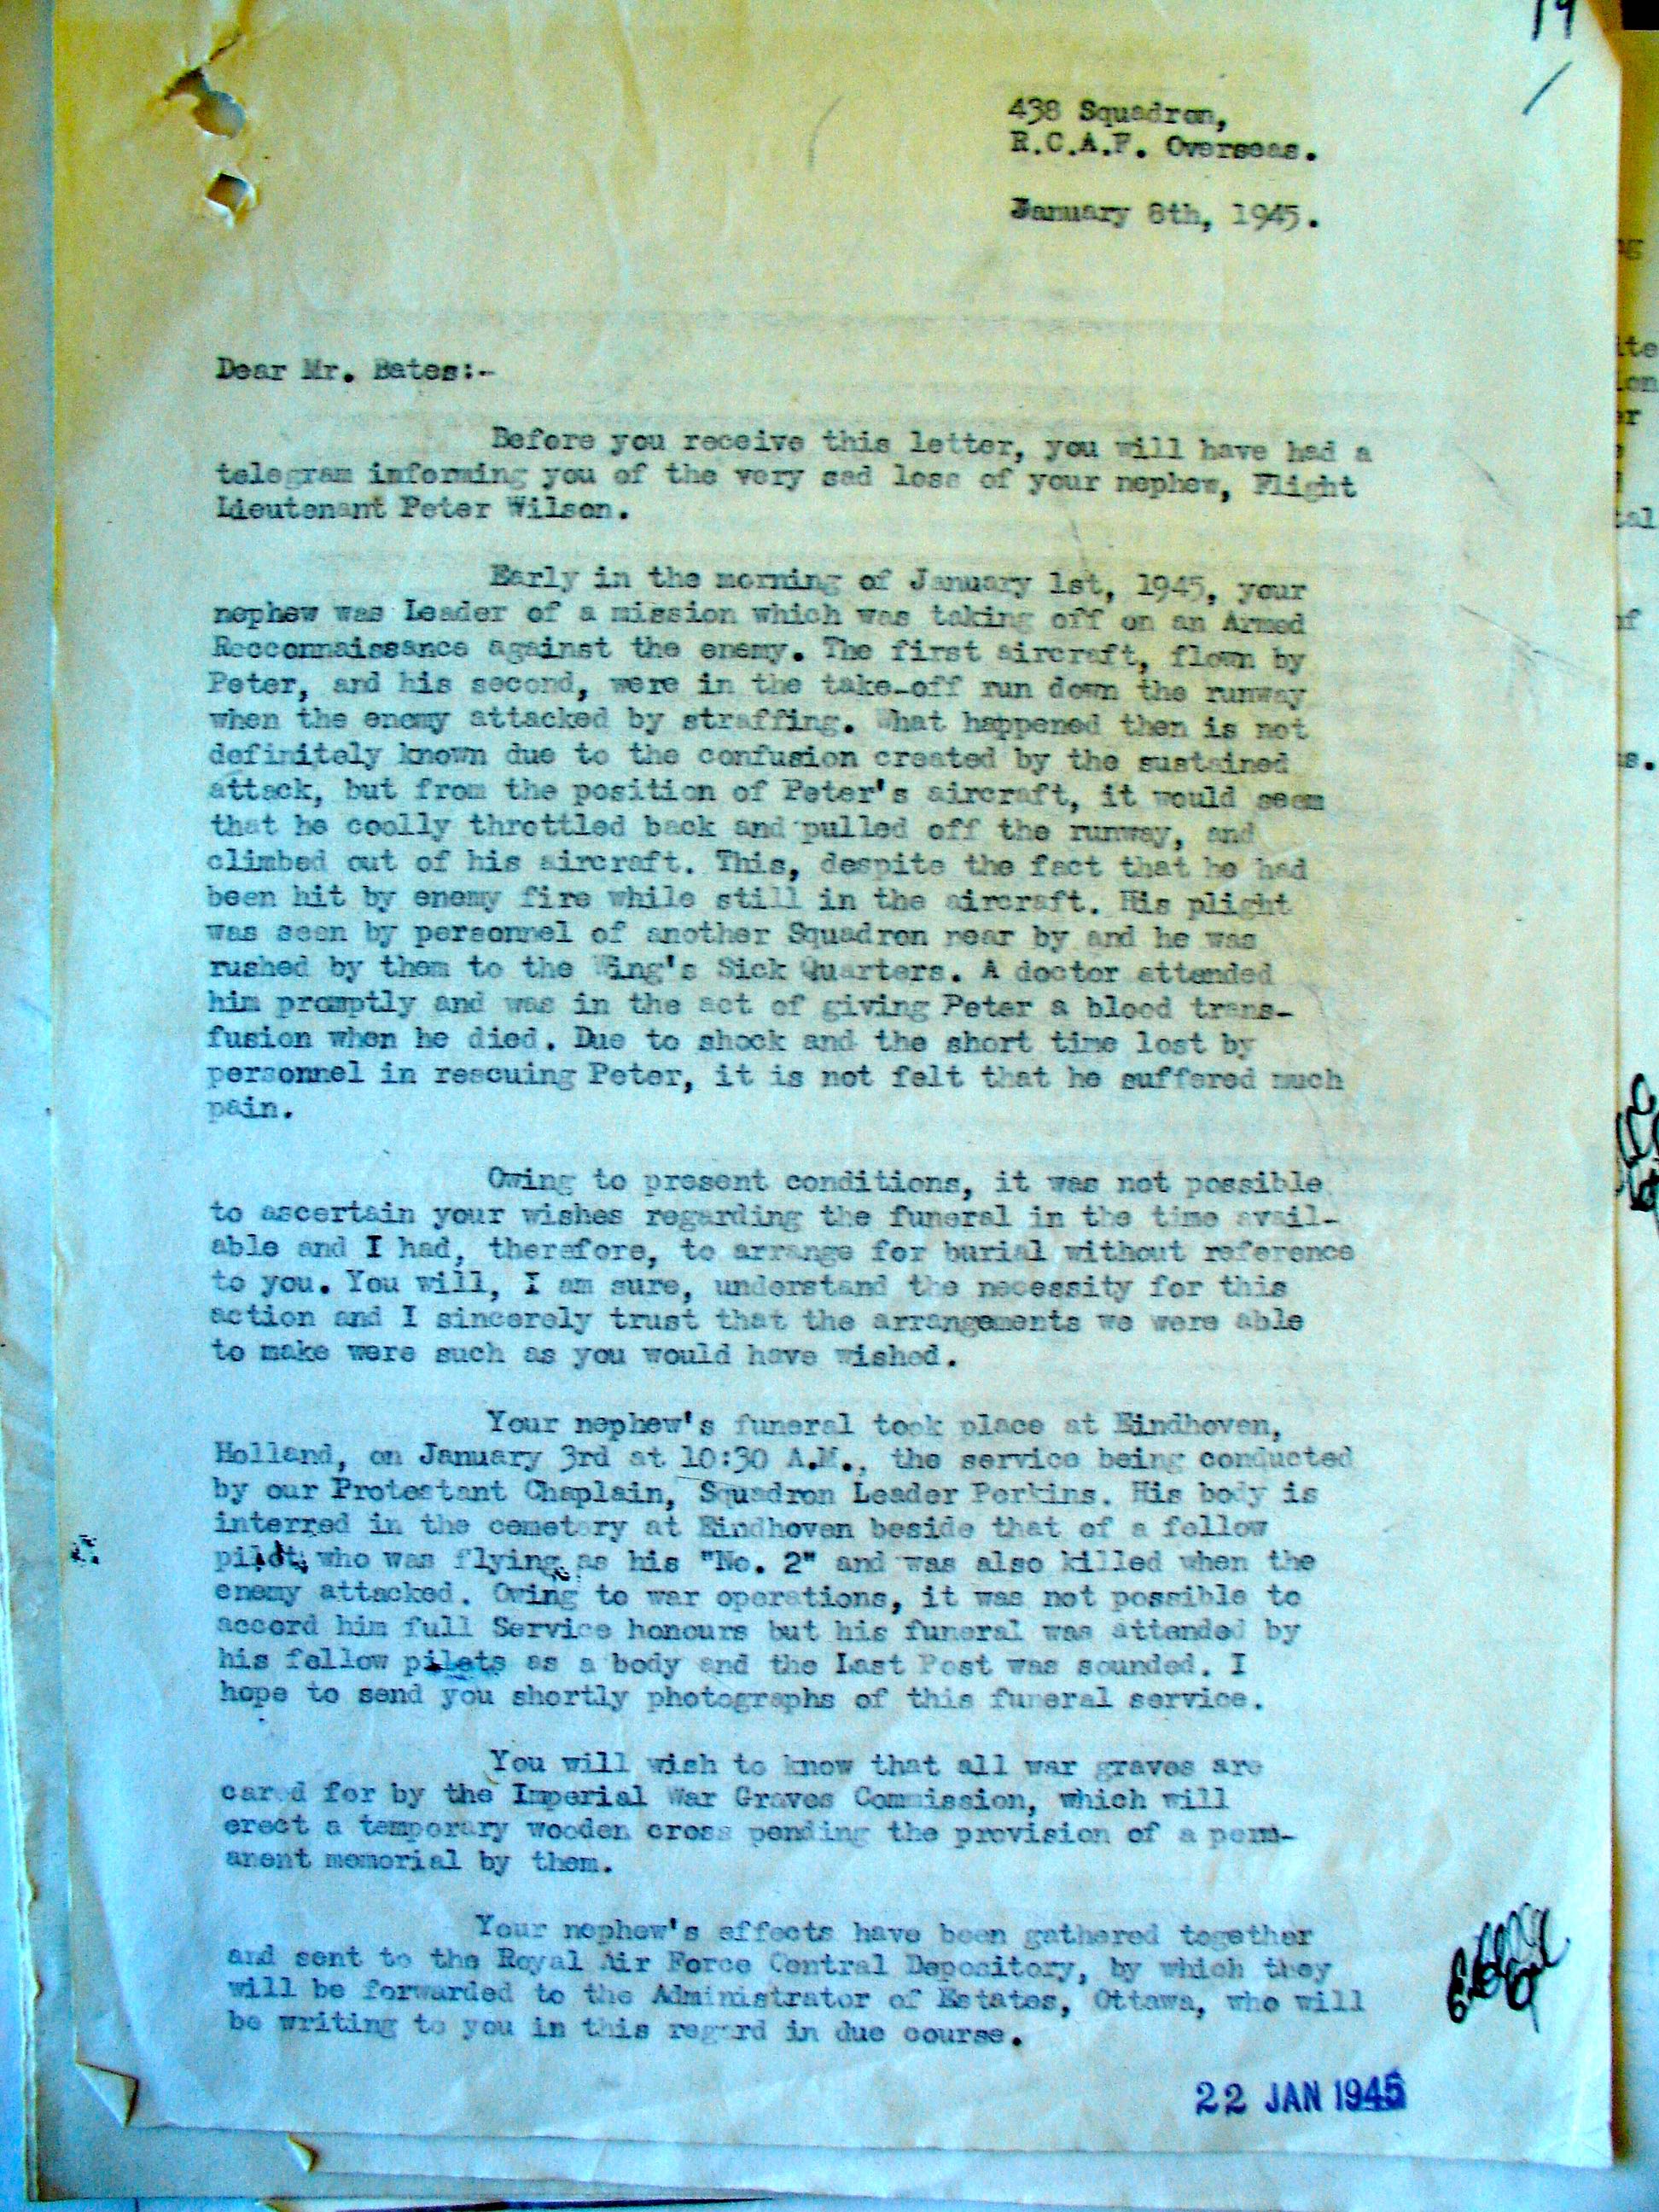 19
438 Squadron,
R.C.A.F. Overseas.
January 8th, 1945.
Dear Mr. Bates:-
Before you receive this letter, you will have had a
telegram informing you of the very sad loss of your nephew, Flight
Lieutenant Peter Wilson.
Early in the morning of January 1st, 1945, your
nephew was Leader of a mission which was taking off on an Armed
Recconnaissance against the enemy. The first aircraft, flown by
Peter, and his second, were in the take-off run down the runway
when the enemy attacked by straffing. What happened then is not
definitely known due to the confusion created by the sustained
attack, but from the position of Peter's aircraft, it would seem
that he coolly throttled back and pulled off the runway, and
climbed out of his aircraft. This, despite the fact that he had
been hit by enemy fire while still in the aircraft. His plight
was seen by personnel of another Squadron near by and he was
rushed by them to the Wing's Sick Quarters. A doctor attended
him promptly and was in the act of giving Peter a blood trans-
fusion when he died. Due to shock and the short time lost by
personnel in rescuing Peter, it is not felt that he suffered much
pain.
Owing to present conditions, it was not possible
to ascertain your wishes regarding the funeral in the time avail-
able and I had, therefore, to arrange for burial without reference
to you. You will, I am sure, understand the necessity for this
action and I sincerely trust that the arrangements we were able
to make were such as you would have wished.
Your nephew's funeral took place at Eindhoven,
Holland, on January 3rd at 10:30 A.M., the service being conducted
by our Protestant Chaplain, Squadron Leader Perkins. His body is
interred in the cemetery at Eindhoven beside that of a fellow
pilot, who was flying as his "No. 2" and was also killed when the
enemy attacked. Owing to war operations, it was not possible to
accord him full Service honours but his funeral was attended by
his fellow pilots as a body and the Last Post was sounded. I
hope to send you shortly photographs of this funeral service.
You will wish to know that all war graves are
cared for by the Imperial War Graves Commission, which will
erect a temporary wooden cross pending the provision of a perm-
anent memorial by them.
Your nephew's effects have been gathered together
and sent to the Royal Air Force Central Depository, by which they
will be forwarded to the Administrator of Estates, Ottawa, who will
be writing to you in this regard in due course.
22 JAN 1945